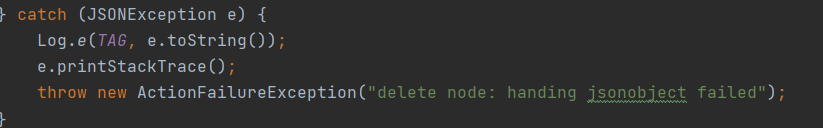 } catch (JSONException e) {
Log.e(TAG, e.toString());
e.printStackTrace();
throw new ActionFailureException("delete node: handing jsonobject failed");
}